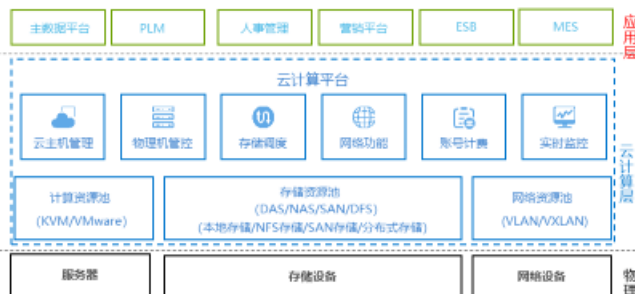 主数据平台 PLM 人事管理 营销平台 ESB MES
应用层
云计算平台
云主机管理 物理机管控 存储调度 网络功能 账号计费 实时监控
云计算层
计算资源池
(KVM/VMware)
存储资源池
(DAS/NAS/SAN/DFS)
(本地存储/NFS存储/SAN存储/分布式存储)
网络资源池
(VLAN/VXLAN)
服务器 存储设备 网络设备
物理